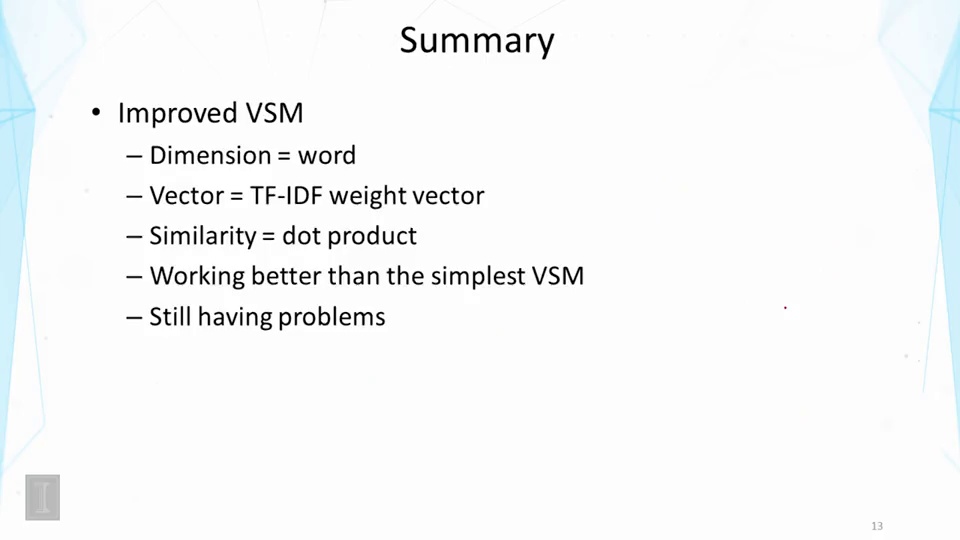 Summary
• Improved VSM
– Dimension = word
– Vector = TF-IDF weight vector
– Similarity = dot product
– Working better than the simplest VSM
– Still having problems
I
13